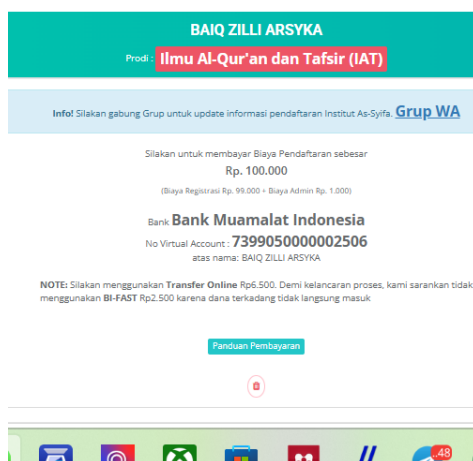 BAIQ ZILLI ARSYKA
Prodi : Ilmu Al-Qur'an dan Tafsir (IAT)
Info! Silakan gabung Grup untuk update informasi pendaftaran Institut As-Syifa. Grup WA
Silakan untuk membayar Biaya Pendaftaran sebesar
Rp. 100.000
(Biaya Registrasi Rp. 99.000 + Biaya Admin Rp. 1.000)
Bank Bank Muamalat Indonesia
No Virtual Account : 7399050000002506
atas nama: BAIQ ZILLI ARSYKA
NOTE: Silakan menggunakan Transfer Online Rp6.500. Demi kelancaran proses, kami sarankan tidak
menggunakan BI-FAST Rp2.500 karena dana terkadang tidak langsung masuk
Panduan Pembayaran
48